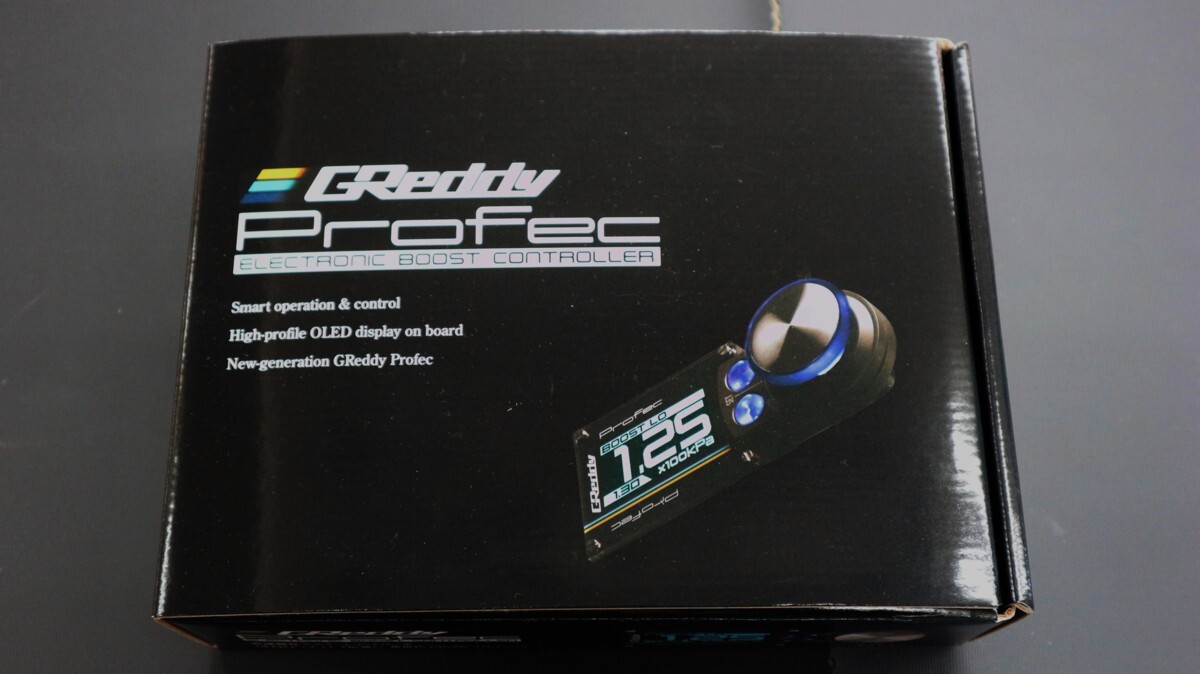 GReddy
Profec
ELECTRONIC BOOST CONTROLLER
Smart operation & control
High-profile OLED display on board
New-generation GReddy Profec
Profec
BOOST LO
1.25
x100kPa
1.30
GReddy
Profec
GReddy